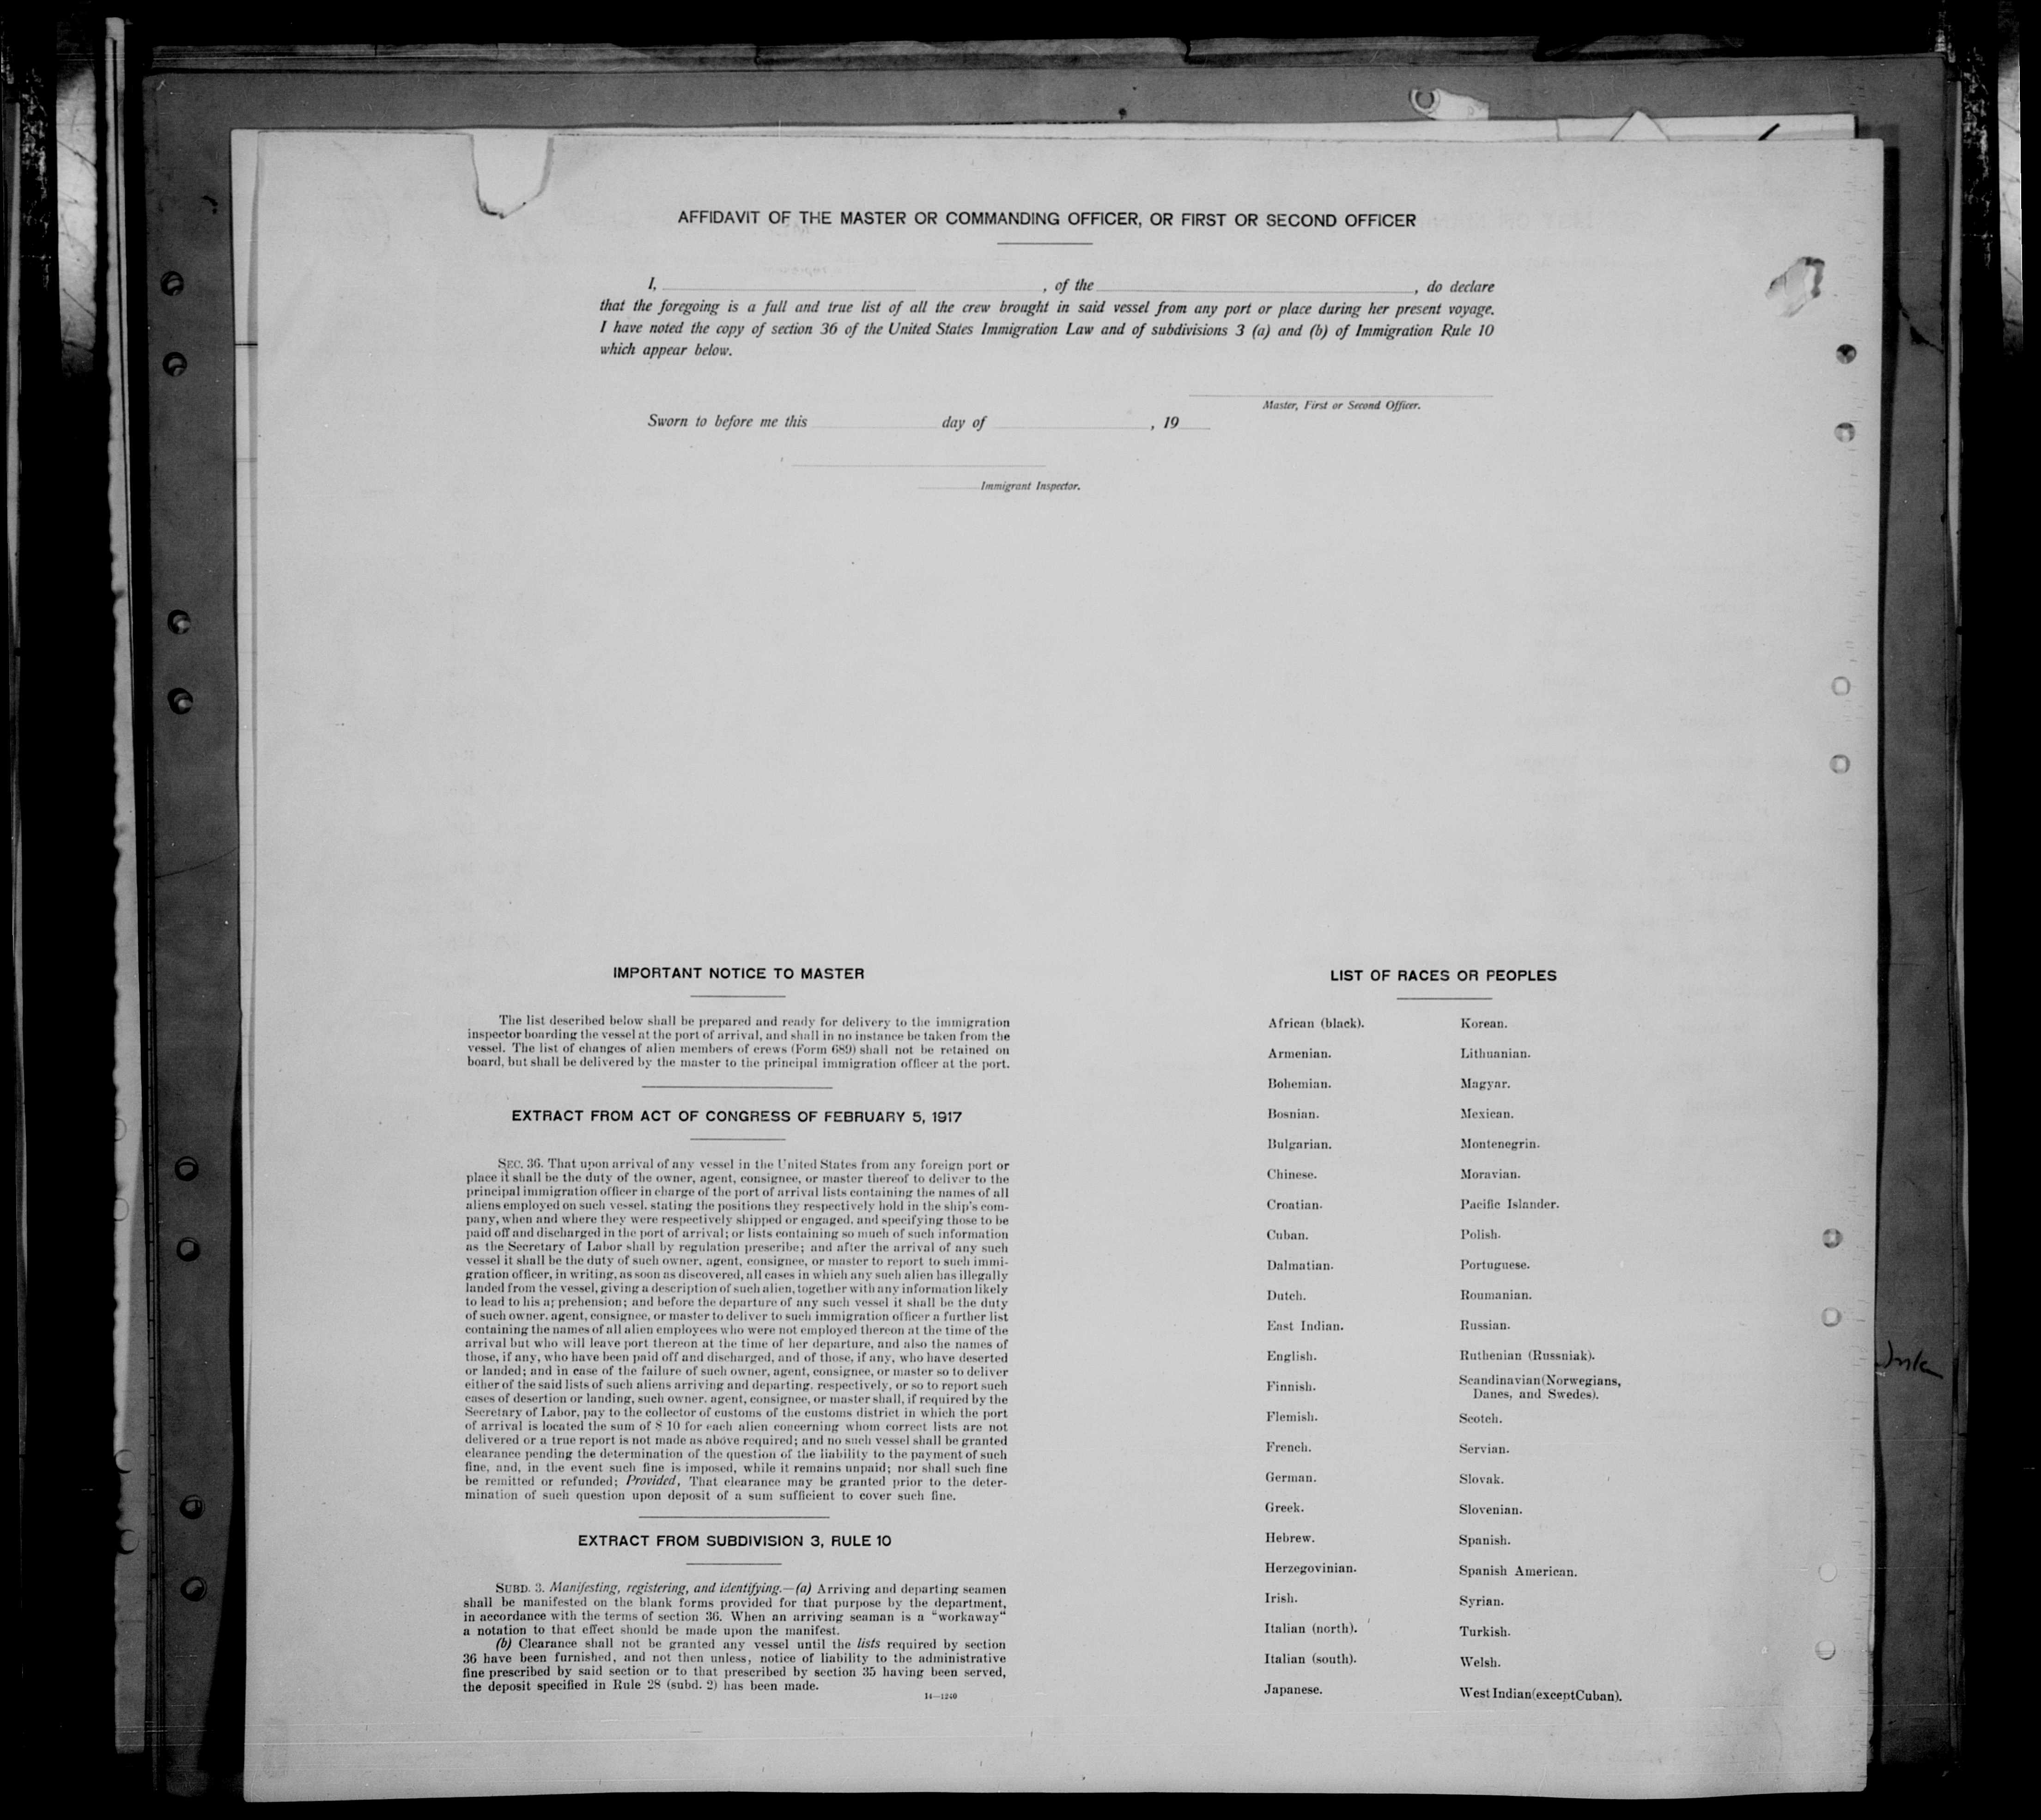 AFFIDAVIT OF THE MASTER OR COMMANDING OFFICER, OR FIRST OR SECOND OFFICER
I, , of the , do declare
that the foregoing is a full and true list of all the crew brought in said vessel from any port or place during her present voyage.
I have noted the copy of section 36 of the United States Immigration Law and of subdivisions 3 (a) and (b) of Immigration Rule 10
which appear below.
Master, First or Second Officer.
Sworn to before me this day of , 19
Immigrant Inspector.
IMPORTANT NOTICE TO MASTER
The list described below shall be prepared and ready for delivery to the immigration
inspector boarding the vessel at the port of arrival, and shall in no instance be taken from the
vessel. The list of changes of alien members of crews (Form 689) shall not be retained on
board, but shall be delivered by the master to the principal immigration officer at the port.
EXTRACT FROM ACT OF CONGRESS OF FEBRUARY 5, 1917
SEC. 36. That upon arrival of any vessel in the United States from any foreign port or
place it shall be the duty of the owner, agent, consignee, or master thereof to deliver to the
principal immigration officer in charge of the port of arrival lists containing the names of all
aliens employed on such vessel, stating the positions they respectively hold in the ship's com-
pany, when and where they were respectively shipped or engaged, and specifying those to be
paid off and discharged in the port of arrival; or lists containing so much of such information
as the Secretary of Labor shall by regulation prescribe; and after the arrival of any such
vessel it shall be the duty of such owner, agent, consignee, or master to report to such immi-
gration officer, in writing, as soon as discovered, all cases in which any such alien has illegally
landed from the vessel, giving a description of such alien, together with any information likely
to lead to his a; prehension; and before the departure of any such vessel it shall be the duty
of such owner, agent, consignee, or master to deliver to such immigration officer a further list
containing the names of all alien employees who were not employed thereon at the time of the
arrival but who will leave port thereon at the time of her departure, and also the names of
those, if any, who have been paid off and discharged, and of those, if any, who have deserted
or landed; and in case of the failure of such owner, agent, consignee, or master so to deliver
either of the said lists of such aliens arriving and departing, respectively, or so to report such
cases of desertion or landing, such owner, agent, consignee, or master shall, if required by the
Secretary of Labor, pay to the collector of customs of the customs district in which the port
of arrival is located the sum of $ 10 for each alien concerning whom correct lists are not
delivered or a true report is not made as above required; and no such vessel shall be granted
clearance pending the determination of the question of the liability to the payment of such
fine, and, in the event such fine is imposed, while it remains unpaid; nor shall such fine
be remitted or refunded; Provided, That clearance may be granted prior to the deter-
mination of such question upon deposit of a sum sufficient to cover such fine.
EXTRACT FROM SUBDIVISION 3, RULE 10
SUBD. 3. Manifesting, registering, and identifying.—(a) Arriving and departing seamen
shall be manifested on the blank forms provided for that purpose by the department,
in accordance with the terms of section 36. When an arriving seaman is a "workaway"
a notation to that effect should be made upon the manifest.
(b) Clearance shall not be granted any vessel until the lists required by section
36 have been furnished, and not then unless, notice of liability to the administrative
fine prescribed by said section or to that prescribed by section 35 having been served,
the deposit specified in Rule 28 (subd. 2) has been made.
14—1240
LIST OF RACES OR PEOPLES
African (black).
Armenian.
Bohemian.
Bosnian.
Bulgarian.
Chinese.
Croatian.
Cuban.
Dalmatian.
Dutch.
East Indian.
English.
Finnish.
Flemish.
French.
German.
Greek.
Hebrew.
Herzegovinian.
Irish.
Italian (north).
Italian (south).
Japanese.
Korean.
Lithuanian.
Magyar.
Mexican.
Montenegrin.
Moravian.
Pacific Islander.
Polish.
Portuguese.
Roumanian.
Russian.
Ruthenian (Russniak).
Scandinavian(Norwegians,
Danes, and Swedes).
Scotch.
Servian.
Slovak.
Slovenian.
Spanish.
Spanish American.
Syrian.
Turkish.
Welsh.
West Indian(except Cuban).